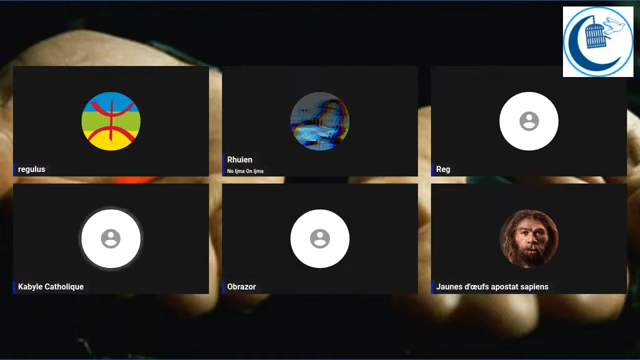 regulus
Rhuien
No Ijma On Ijma
Reg
Kabyle Catholique
Obrazor
Jaunes d'œufs apostat sapiens